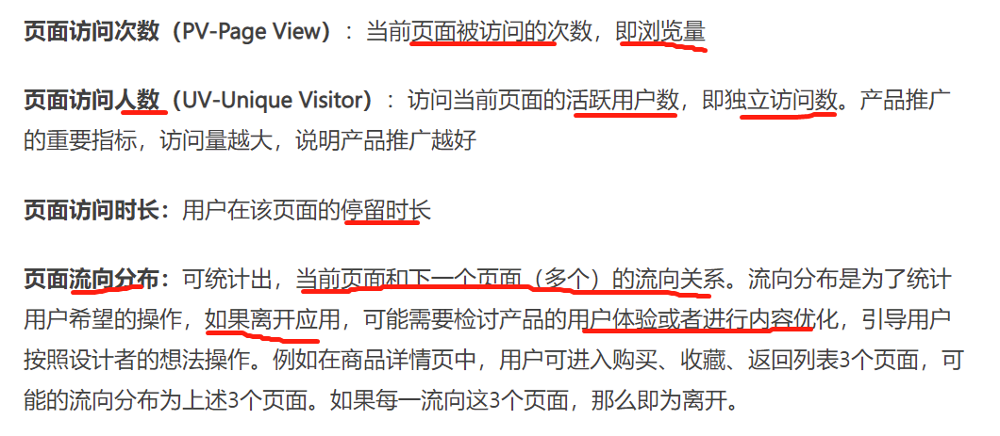 页面访问次数（PV-Page View）：当前页面被访问的次数，即浏览量
页面访问人数（UV-Unique Visitor）：访问当前页面的活跃用户数，即独立访问数。产品推广
的重要指标，访问量越大，说明产品推广越好
页面访问时长：用户在该页面的停留时长
页面流向分布：可统计出，当前页面和下一个页面（多个）的流向关系。流向分布是为了统计
用户希望的操作，如果离开应用，可能需要检讨产品的用户体验或者进行内容优化，引导用户
按照设计者的想法操作。例如在商品详情页中，用户可进入购买、收藏、返回列表3个页面，可
能的流向分布为上述3个页面。如果每一流向这3个页面，那么即为离开。